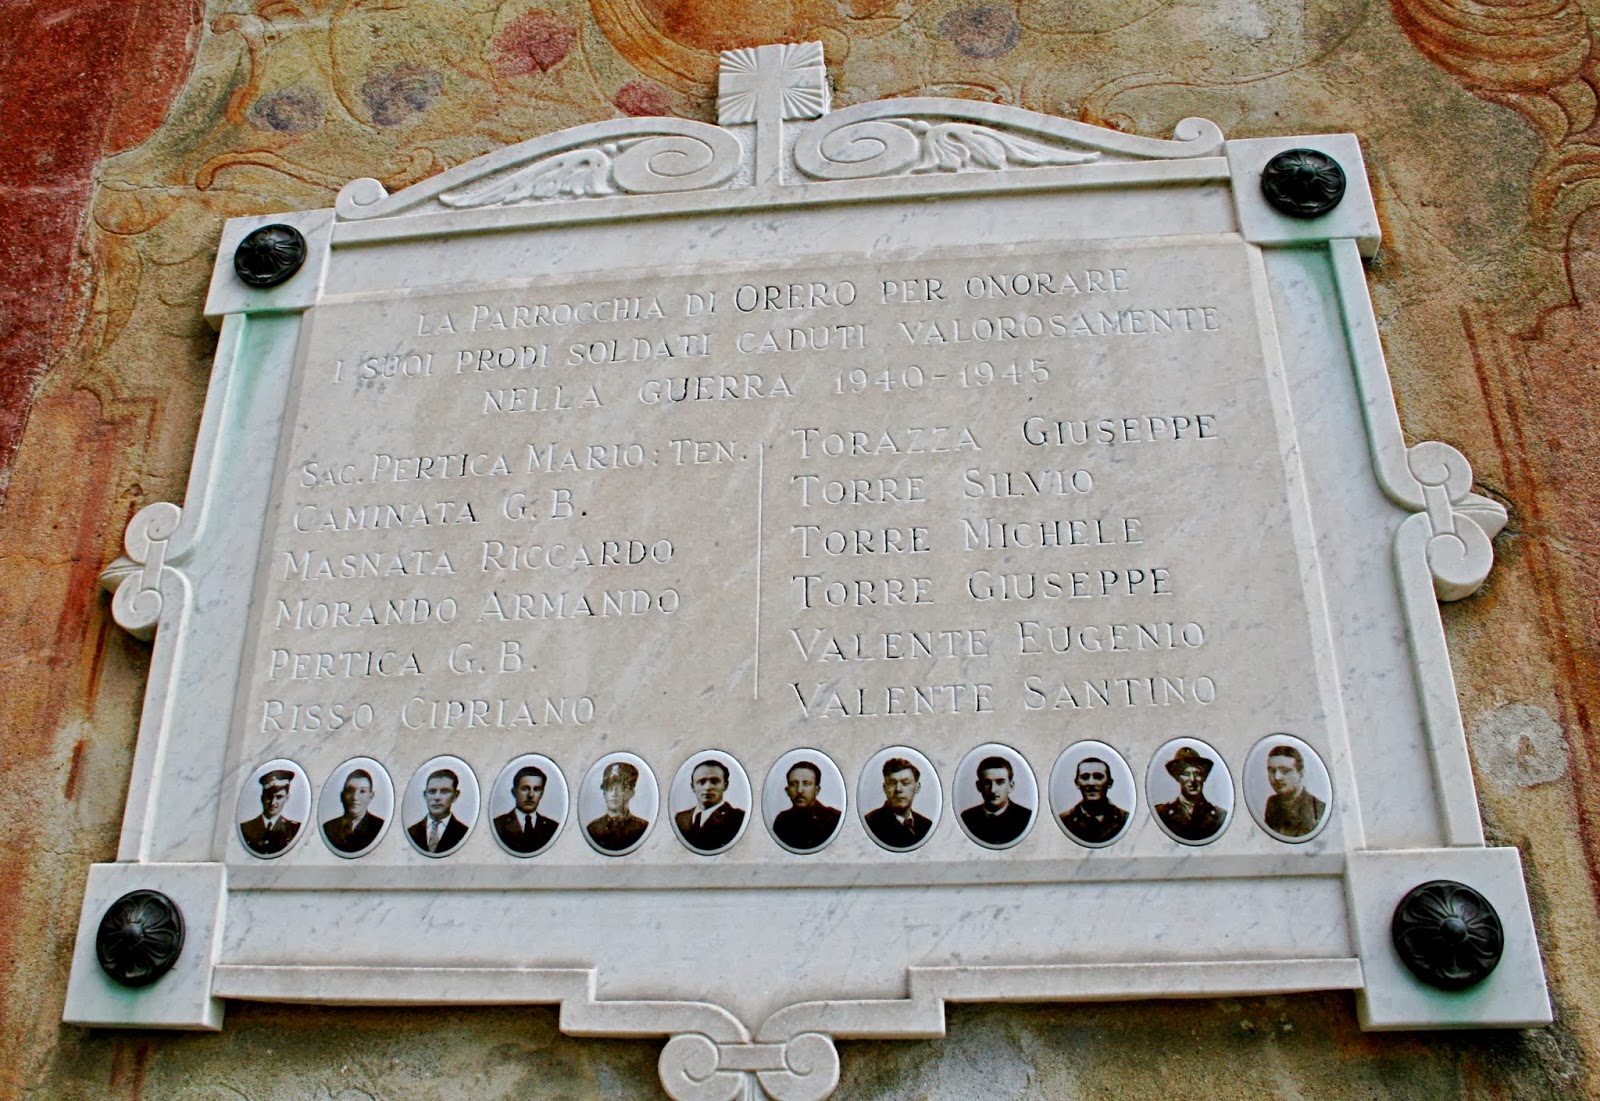 LA PARROCCHIA DI ORERO PER ONORARE
I SUOI PRODI SOLDATI CADUTI VALOROSAMENTE
NELLA GUERRA 1940-1945
SAC. PERTICA MARIO: TEN.
CAMINATA G. B.
MASNATA RICCARDO
MORANDO ARMANDO
PERTICA G. B.
RISSO CIPRIANO
TORAZZA GIUSEPPE
TORRE SILVIO
TORRE MICHELE
TORRE GIUSEPPE
VALENTE EUGENIO
VALENTE SANTINO